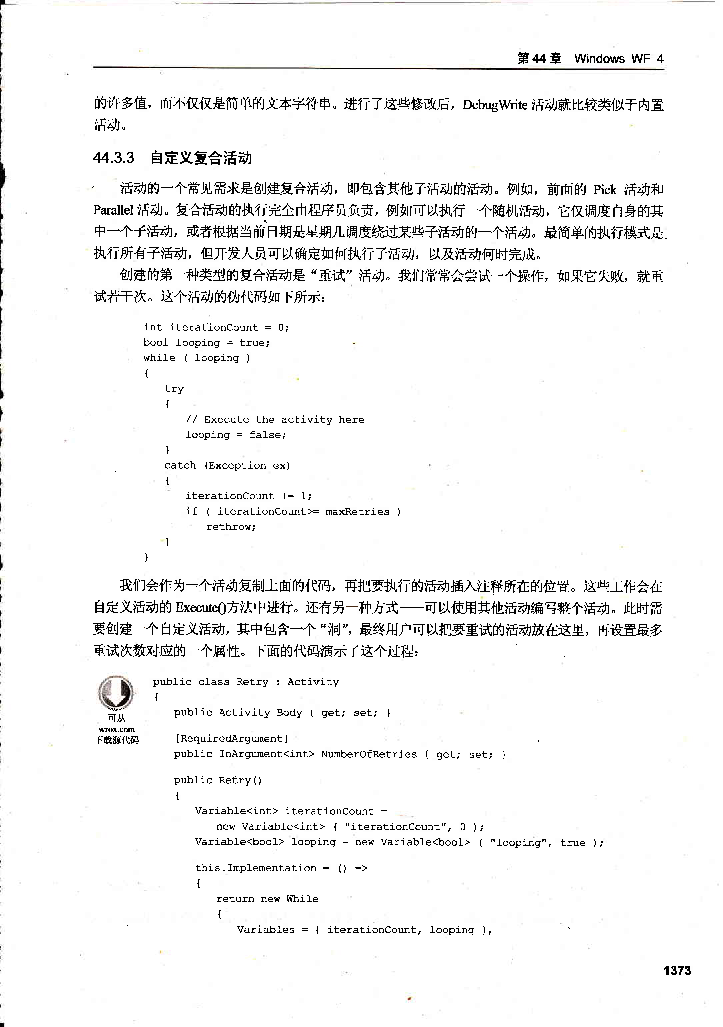 第 44 章 Windows WF 4
的许多值，而不仅仅是简单的文本字符串。进行了这些修改后，DebugWrite 活动就比较类似于内置
活动。
44.3.3 自定义复合活动
活动的一个常见需求是创建复合活动，即包含其他子活动的活动。例如，前面的 Pick 活动和
Parallel 活动。复合活动的执行完全由程序员负责，例如可以执行一个随机活动，它仅调度自身的其
中一个子活动，或者根据当前日期是星期几调度绕过某些子活动的一个活动。最简单的执行模式是
执行所有子活动，但开发人员可以确定如何执行了活动，以及活动何时完成。
创建的第一种类型的复合活动是“重试”活动。我们常常会尝试一个操作，如果它失败，就重
试若干次。这个活动的伪代码如下所示：
int iterationCount = 0;
bool looping = true;
while ( looping )
{
try
{
// Execute the activity here
looping = false;
}
catch (Exception ex)
{
iterationCount += 1;
if ( iterationCount>= maxRetries )
rethrow;
}
}
我们会作为一个活动复制上面的代码，再把要执行的活动插入注释所在的位置。这些工作会在
自定义活动的 Execute()方法中进行。还有另一种方式——可以使用其他活动编写整个活动。此时需
要创建一个自定义活动，其中包含一个“洞”，最终用户可以把要重试的活动放在这里，再设置最多
重试次数对应的一个属性。下面的代码演示了这个过程：
可从
wrox.com
下载源代码
public class Retry : Activity
{
public Activity Body { get; set; }
[RequiredArgument]
public InArgument<int> NumberOfRetries { get; set; }
public Retry()
{
Variable<int> iterationCount =
new Variable<int> ( "iterationCount", 0 );
Variable<bool> looping = new Variable<bool> ( "looping", true );
this.Implementation = () =>
{
return new While
{
Variables = { iterationCount, looping },
1373